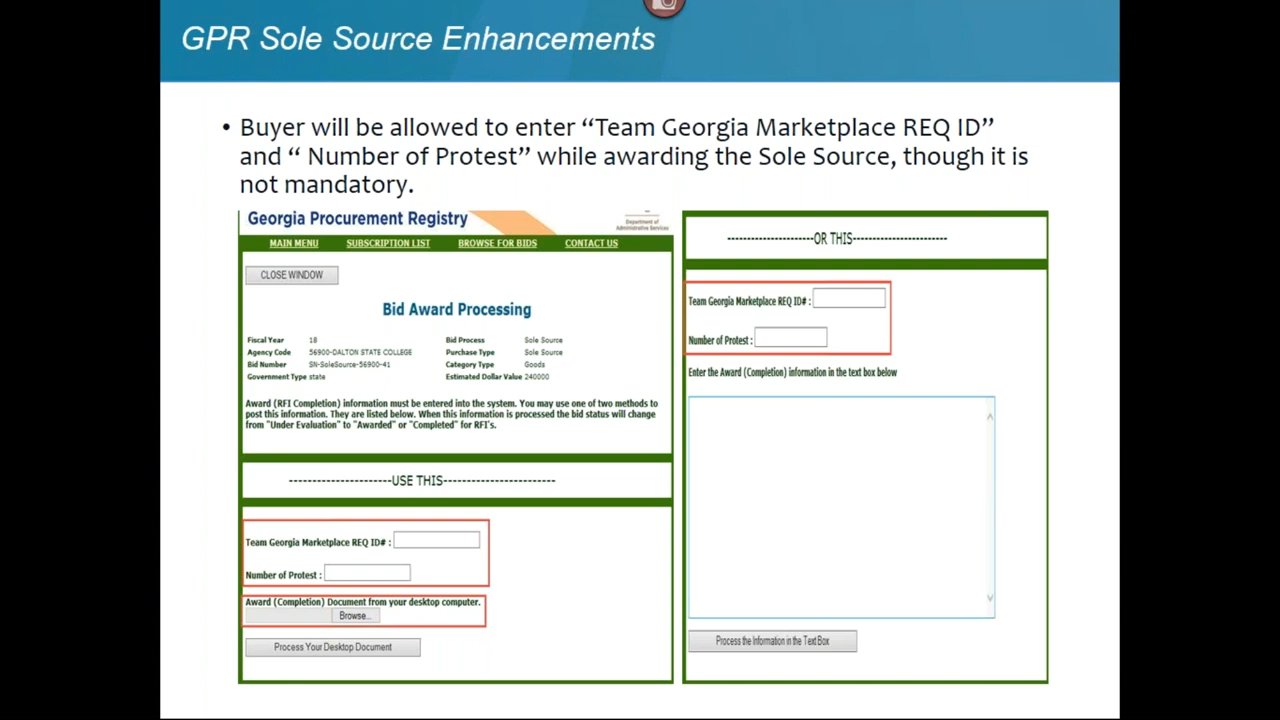 GPR Sole Source Enhancements
• Buyer will be allowed to enter “Team Georgia Marketplace REQ ID”
and “ Number of Protest” while awarding the Sole Source, though it is
not mandatory.
Georgia Procurement Registry
Department of
Administrative Services
MAIN MENU SUBSCRIPTION LIST BROWSE FOR BIDS CONTACT US
CLOSE WINDOW
Bid Award Processing
Fiscal Year 18 Bid Process Sole Source
Agency Code 56900-DALTON STATE COLLEGE Purchase Type Sole Source
Bid Number SN-SoleSource-56900-41 Category Type Goods
Government Type state Estimated Dollar Value 240000
Award (RFI Completion) information must be entered into the system. You may use one of two methods to
post this information. They are listed below. When this information is processed the bid status will change
from "Under Evaluation" to "Awarded" or "Completed" for RFI's.
----------------------USE THIS------------------------
Team Georgia Marketplace REQ ID# :
Number of Protest :
Award (Completion) Document from your desktop computer.
Browse...
Process Your Desktop Document
----------------------OR THIS------------------------
Team Georgia Marketplace REQ ID# :
Number of Protest :
Enter the Award (Completion) information in the text box below
Process the Information in the Text Box